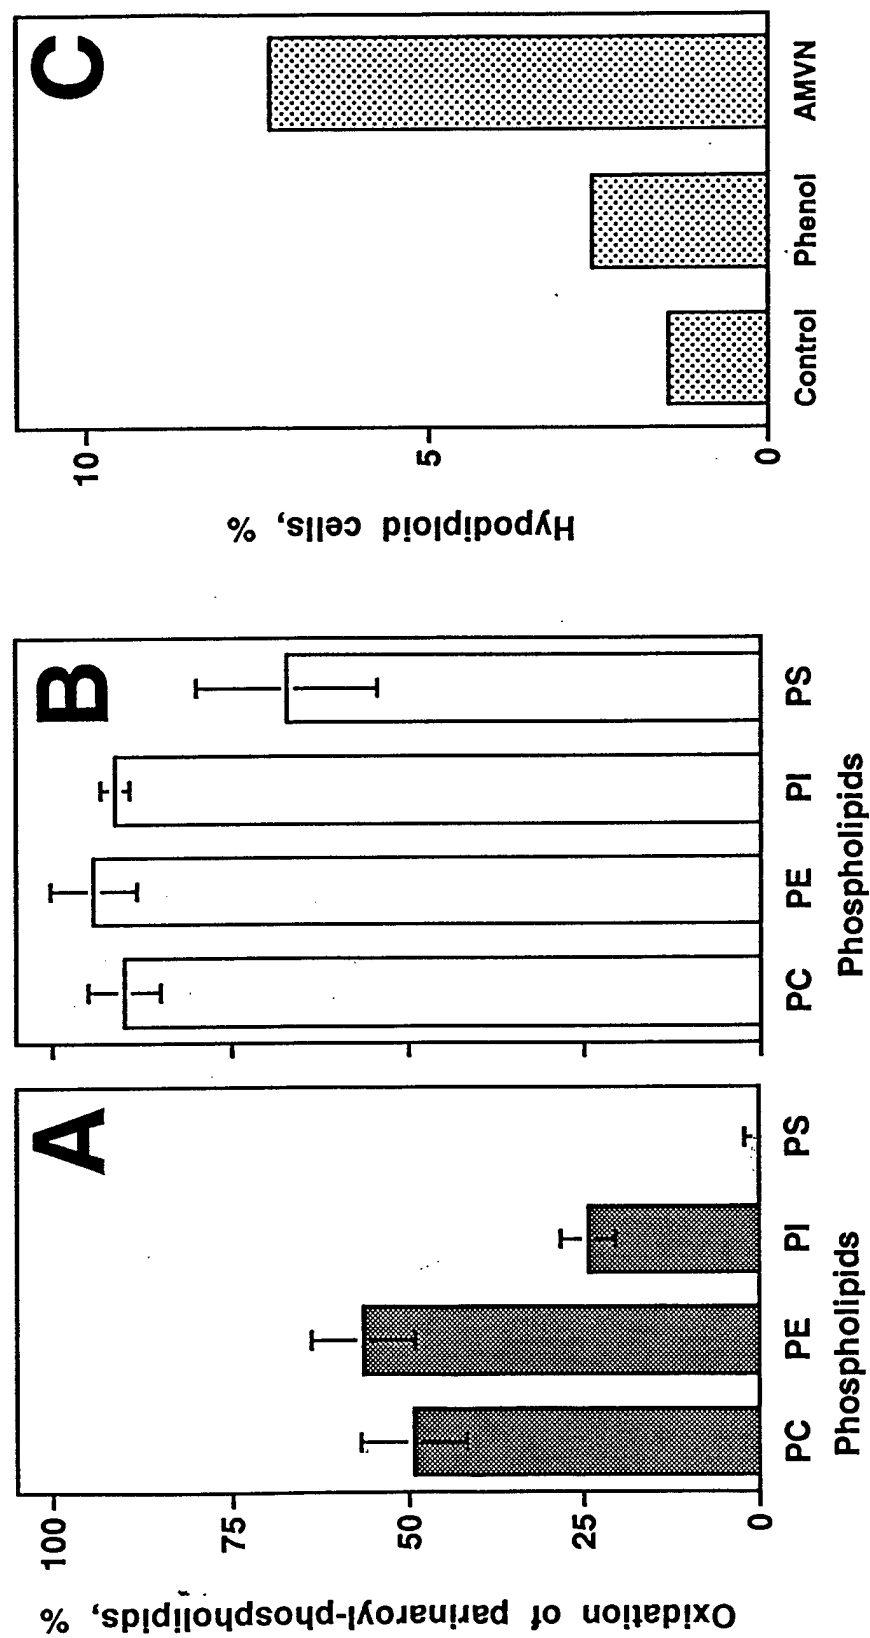 A
Oxidation of parinaroyl-phospholipids, %
100
75
50
25
0
PC PE PI PS
Phospholipids
B
PC PE PI PS
Phospholipids
C
Hypodiploid cells, %
10
5
0
Control Phenol AMVN